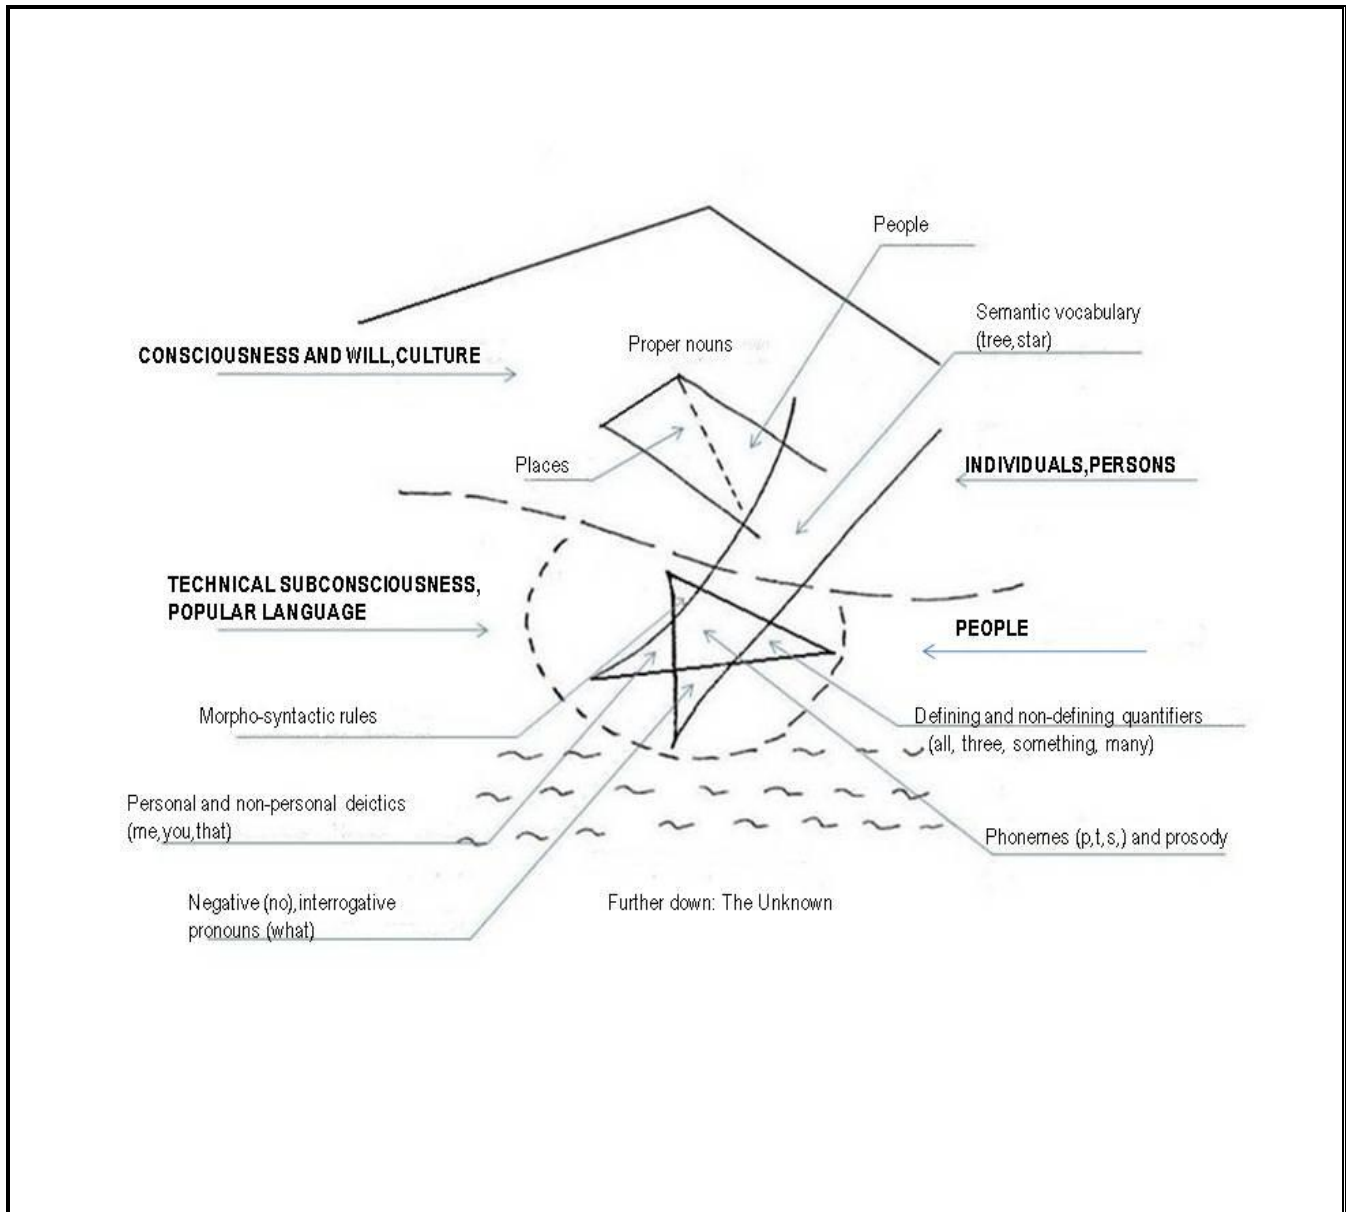 People
Semantic vocabulary
(tree,star)
Proper nouns
CONSCIOUSNESS AND WILL,CULTURE
Places
INDIVIDUALS,PERSONS
TECHNICAL SUBCONSCIOUSNESS,
POPULAR LANGUAGE
PEOPLE
Morpho-syntactic rules
Defining and non-defining quantifiers
(all, three, something, many)
Personal and non-personal deictics
(me,you,that)
Phonemes (p,t,s,) and prosody
Negative (no),interrogative
pronouns (what)
Further down: The Unknown